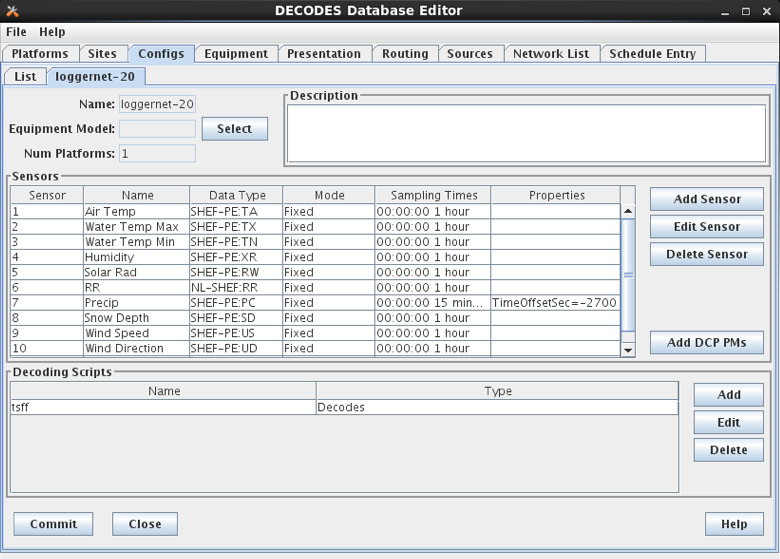 DECODES Database Editor
File Help
Platforms Sites Configs Equipment Presentation Routing Sources Network List Schedule Entry
List loggernet-20
Name: loggernet-20
Equipment Model: Select
Num Platforms: 1
Description
Sensors
Sensor Name Data Type Mode Sampling Times Properties
1 Air Temp SHEF-PE:TA Fixed 00:00:00 1 hour
2 Water Temp Max SHEF-PE:TX Fixed 00:00:00 1 hour
3 Water Temp Min SHEF-PE:TN Fixed 00:00:00 1 hour
4 Humidity SHEF-PE:XR Fixed 00:00:00 1 hour
5 Solar Rad SHEF-PE:RW Fixed 00:00:00 1 hour
6 RR NL-SHEF:RR Fixed 00:00:00 1 hour
7 Precip SHEF-PE:PC Fixed 00:00:00 15 min... TimeOffsetSec=-2700
8 Snow Depth SHEF-PE:SD Fixed 00:00:00 1 hour
9 Wind Speed SHEF-PE:US Fixed 00:00:00 1 hour
10 Wind Direction SHEF-PE:UD Fixed 00:00:00 1 hour
Add Sensor
Edit Sensor
Delete Sensor
Add DCP PMs
Decoding Scripts
Name Type
tsff Decodes
Add
Edit
Delete
Commit Close Help